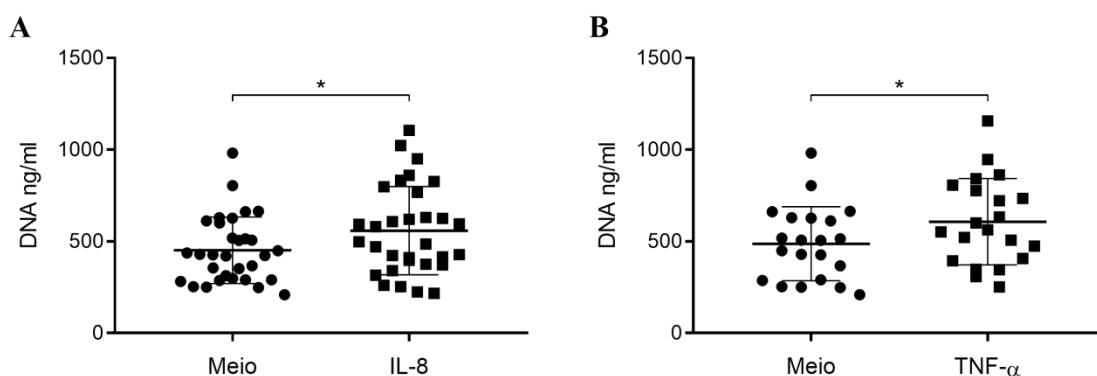 A
DNA ng/ml
1500
1000
500
0
*
Meio IL-8
B
DNA ng/ml
1500
1000
500
0
*
Meio TNF-α